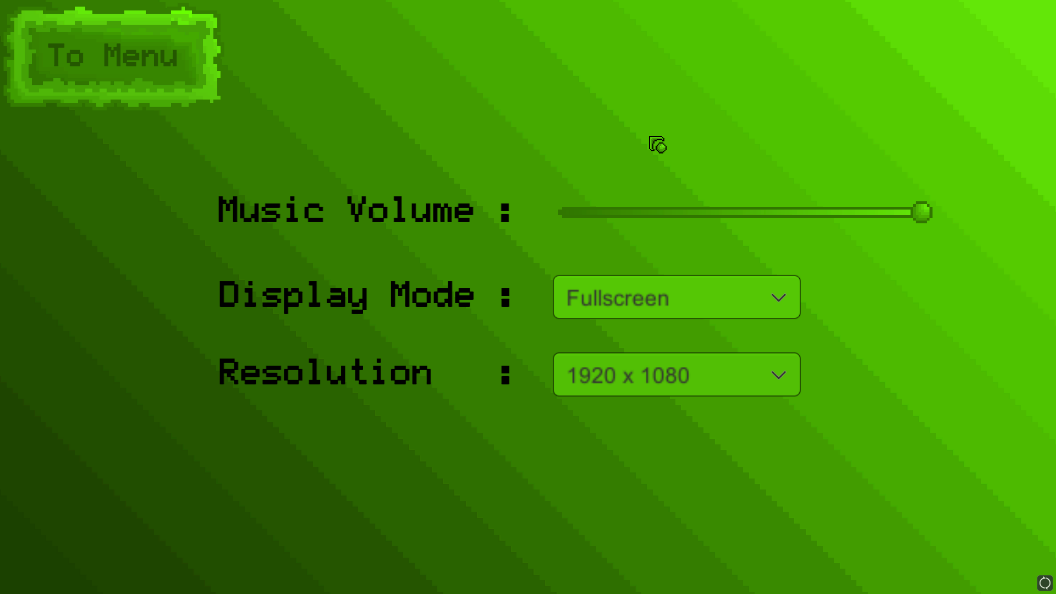 To Menu
Music Volume :
Display Mode : Fullscreen
Resolution : 1920 x 1080